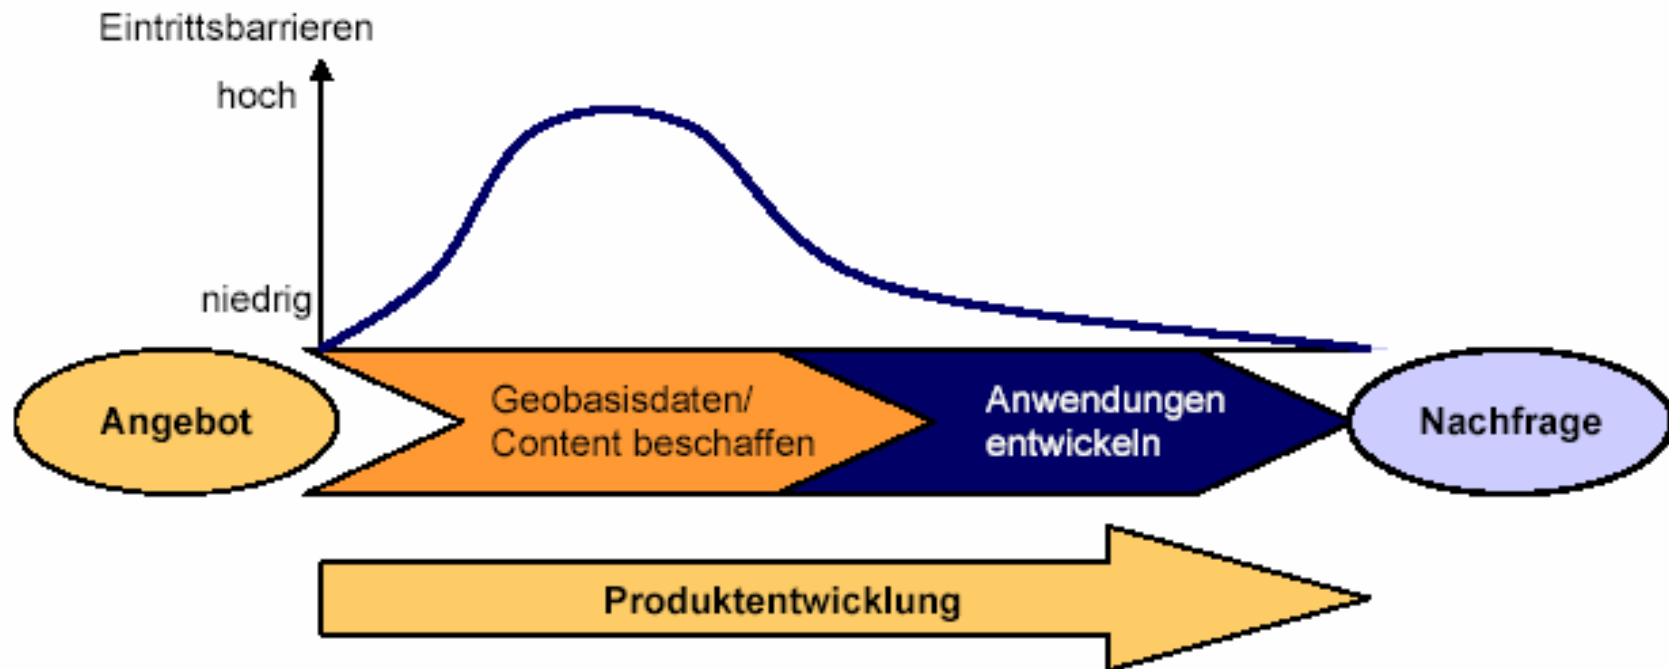 Eintrittsbarrieren
hoch
niedrig
Angebot
Geobasisdaten/
Content beschaffen
Anwendungen
entwickeln
Nachfrage
Produktentwicklung